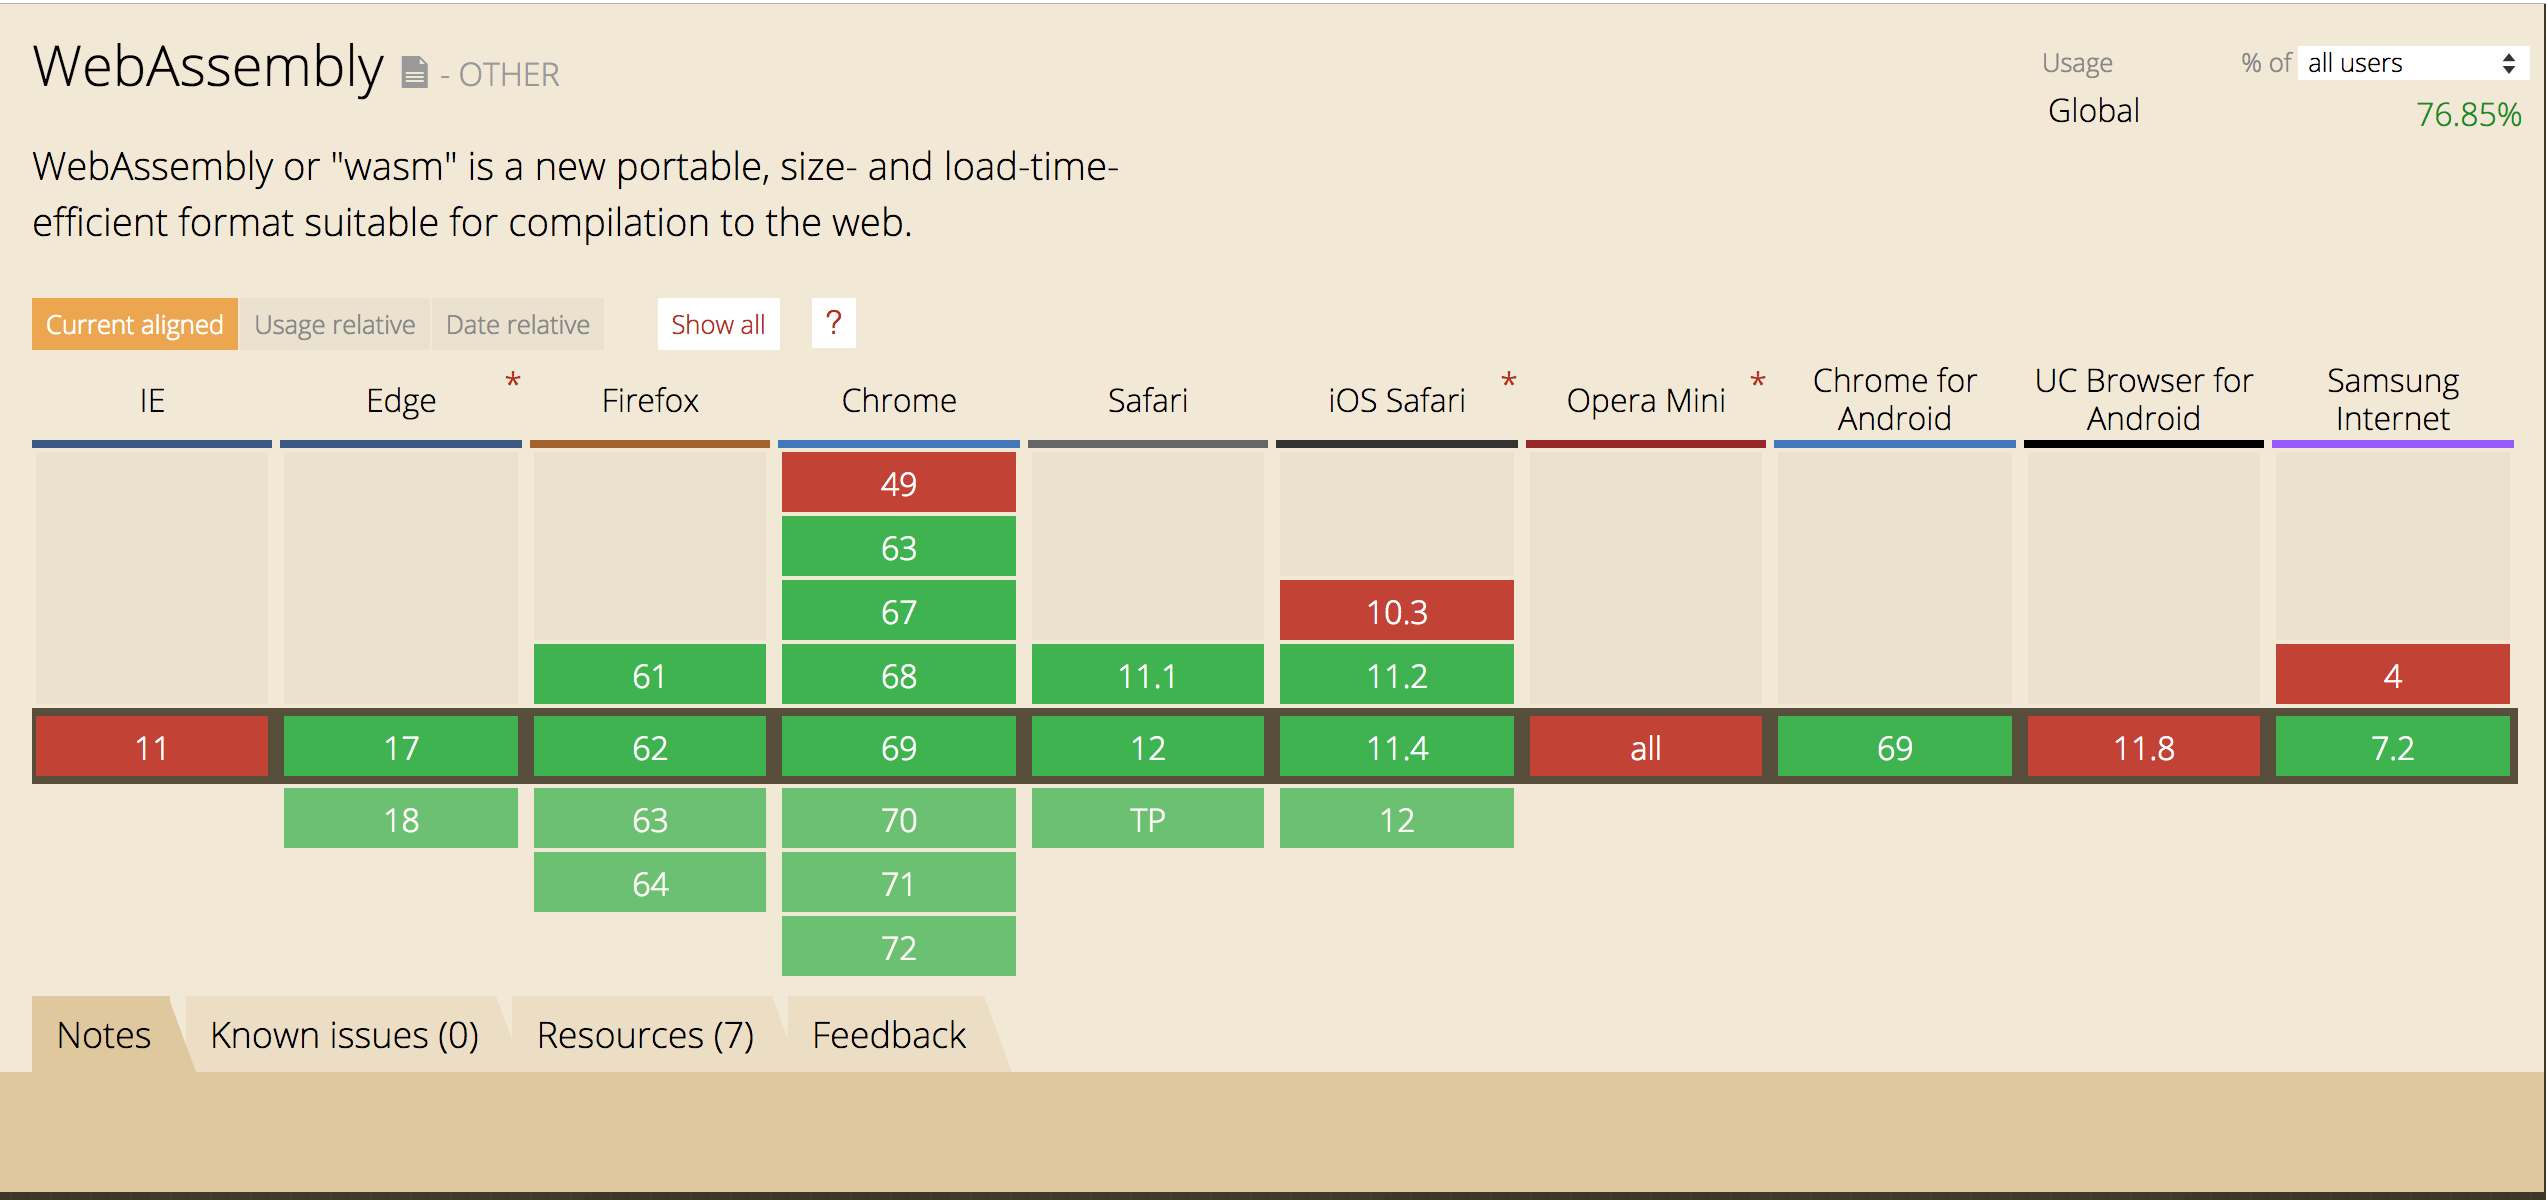 WebAssembly - OTHER
Usage % of all users
Global 76.85%
WebAssembly or "wasm" is a new portable, size- and load-time-
efficient format suitable for compilation to the web.
Current aligned Usage relative Date relative Show all ?
IE Edge * Firefox Chrome Safari iOS Safari * Opera Mini * Chrome for Android UC Browser for Android Samsung Internet
49
63
67 10.3
61 68 11.1 11.2 4
11 17 62 69 12 11.4 all 69 11.8 7.2
18 63 70 TP 12
64 71
72
Notes Known issues (0) Resources (7) Feedback